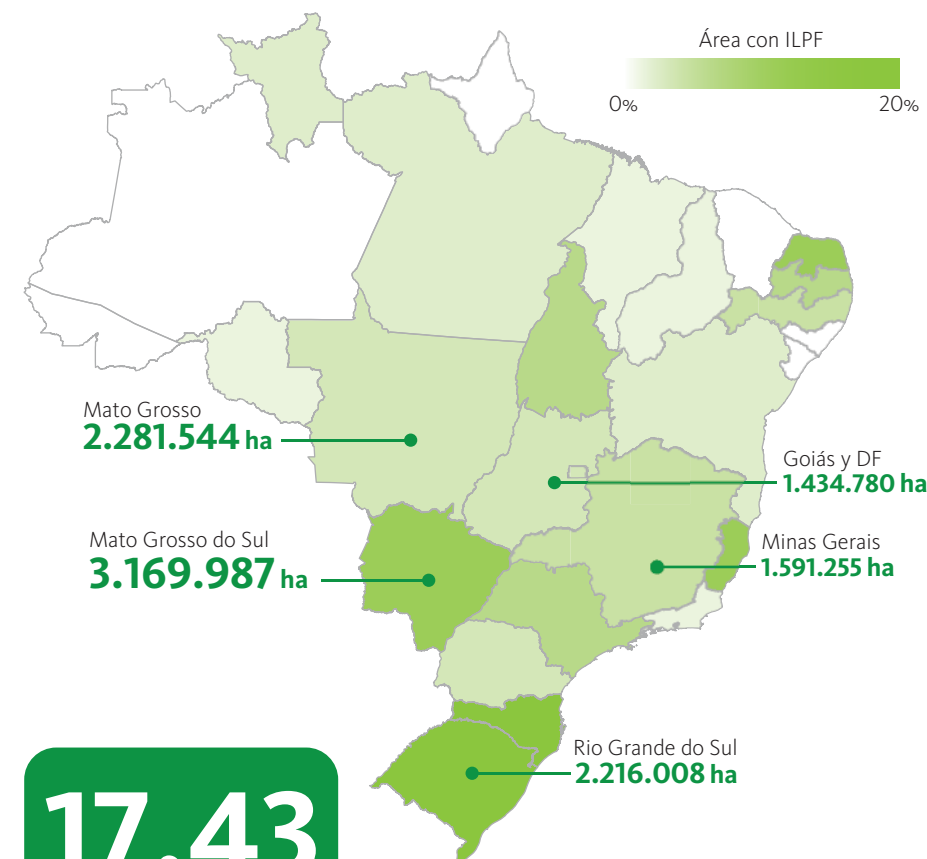 Área con ILPF
0% 20%
Mato Grosso
2.281.544 ha
Goiás y DF
1.434.780 ha
Mato Grosso do Sul
3.169.987 ha
Minas Gerais
1.591.255 ha
Rio Grande do Sul
2.216.008 ha
17.43